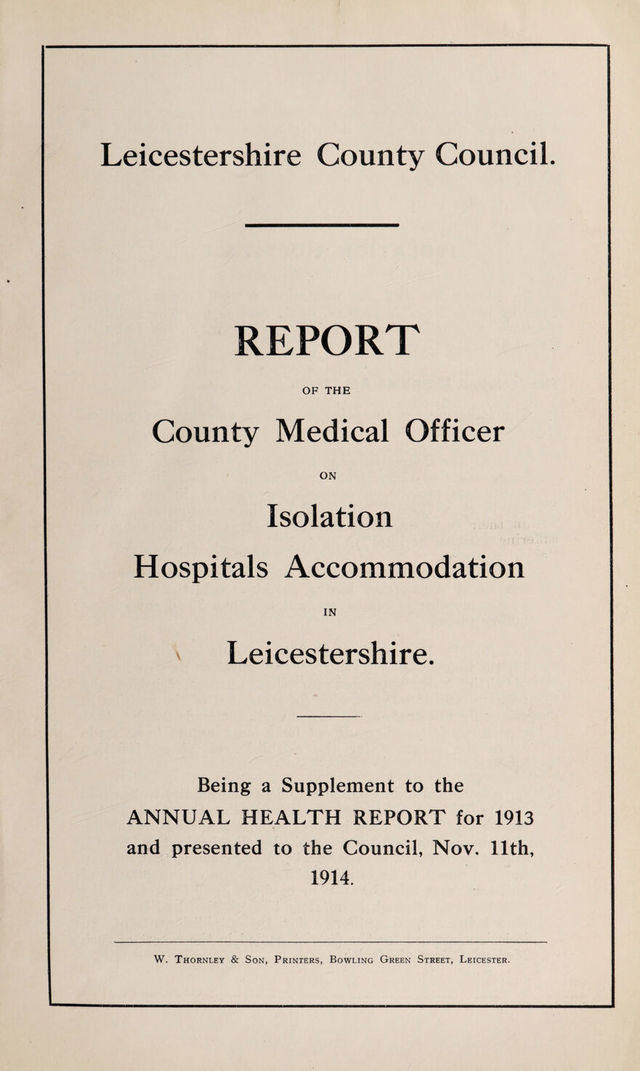 Leicestershire County Council.
REPORT
OF THE
County Medical Officer
ON
Isolation
Hospitals Accommodation
IN
Leicestershire.
Being a Supplement to the
ANNUAL HEALTH REPORT for 1913
and presented to the Council, Nov. 11th,
1914.
W. Thornley & Son, Printers, Bowling Green Street, Leicester.